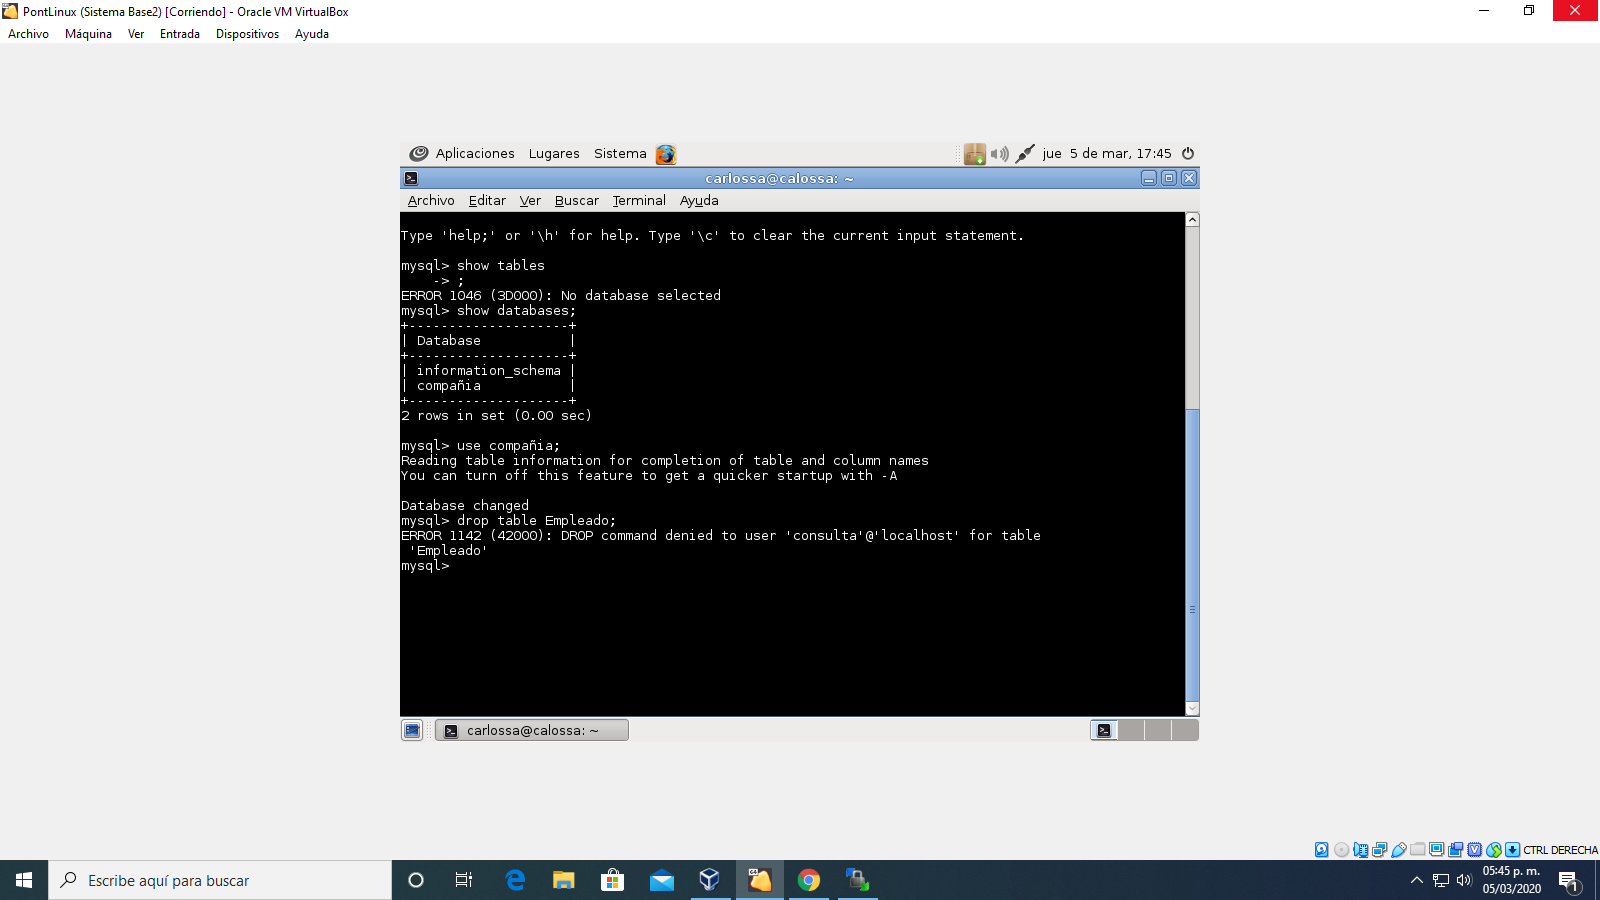 PontLinux (Sistema Base2) [Corriendo] - Oracle VM VirtualBox
Archivo Máquina Ver Entrada Dispositivos Ayuda
Aplicaciones Lugares Sistema jue 5 de mar, 17:45
carlossa@calossa: ~
Archivo Editar Ver Buscar Terminal Ayuda
Type 'help;' or '\h' for help. Type '\c' to clear the current input statement.
mysql> show tables
    -> ;
ERROR 1046 (3D000): No database selected
mysql> show databases;
+--------------------+
| Database           |
+--------------------+
| information_schema |
| compañia           |
+--------------------+
2 rows in set (0.00 sec)
mysql> use compañia;
Reading table information for completion of table and column names
You can turn off this feature to get a quicker startup with -A
Database changed
mysql> drop table Empleado;
ERROR 1142 (42000): DROP command denied to user 'consulta'@'localhost' for table
 'Empleado'
mysql>
carlossa@calossa: ~
CTRL DERECHA
Escribe aquí para buscar
05:45 p. m.
05/03/2020
1